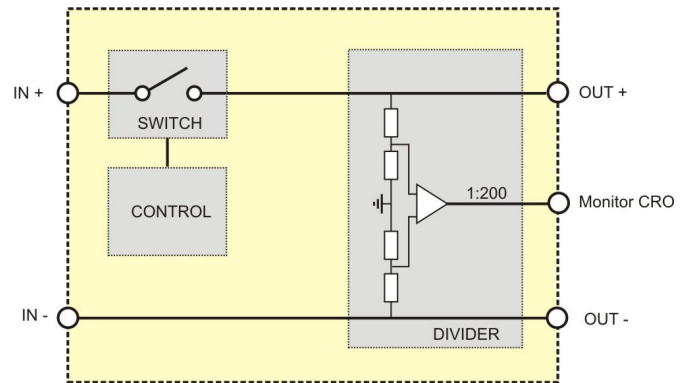 IN +
OUT +
SWITCH
CONTROL
1:200
Monitor CRO
IN -
OUT -
DIVIDER